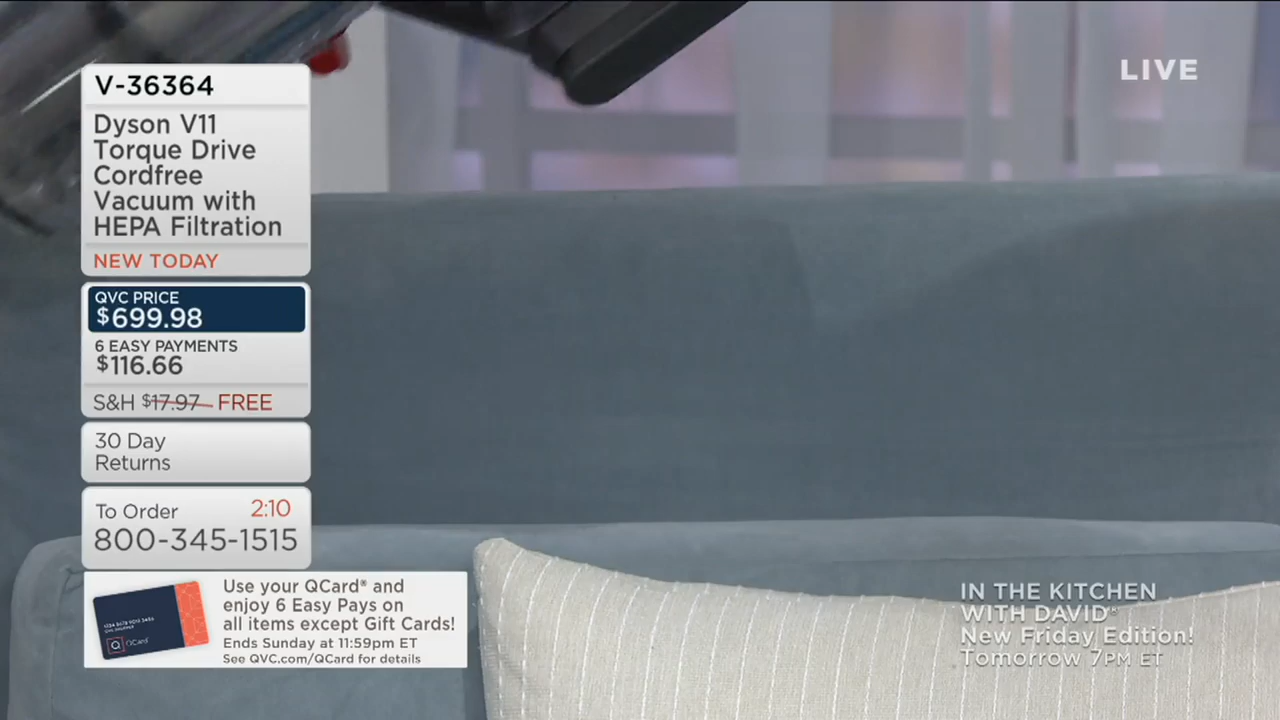 V-36364
Dyson V11
Torque Drive
Cordfree
Vacuum with
HEPA Filtration
NEW TODAY
QVC PRICE
$699.98
6 EASY PAYMENTS
$116.66
S&H $17.97 FREE
30 Day
Returns
To Order 2:10
800-345-1515
Use your QCard® and
enjoy 6 Easy Pays on
all items except Gift Cards!
Ends Sunday at 11:59pm ET
See QVC.com/QCard for details
QCard
LIVE
IN THE KITCHEN
WITH DAVID®
New Friday Edition!
Tomorrow 7PM ET